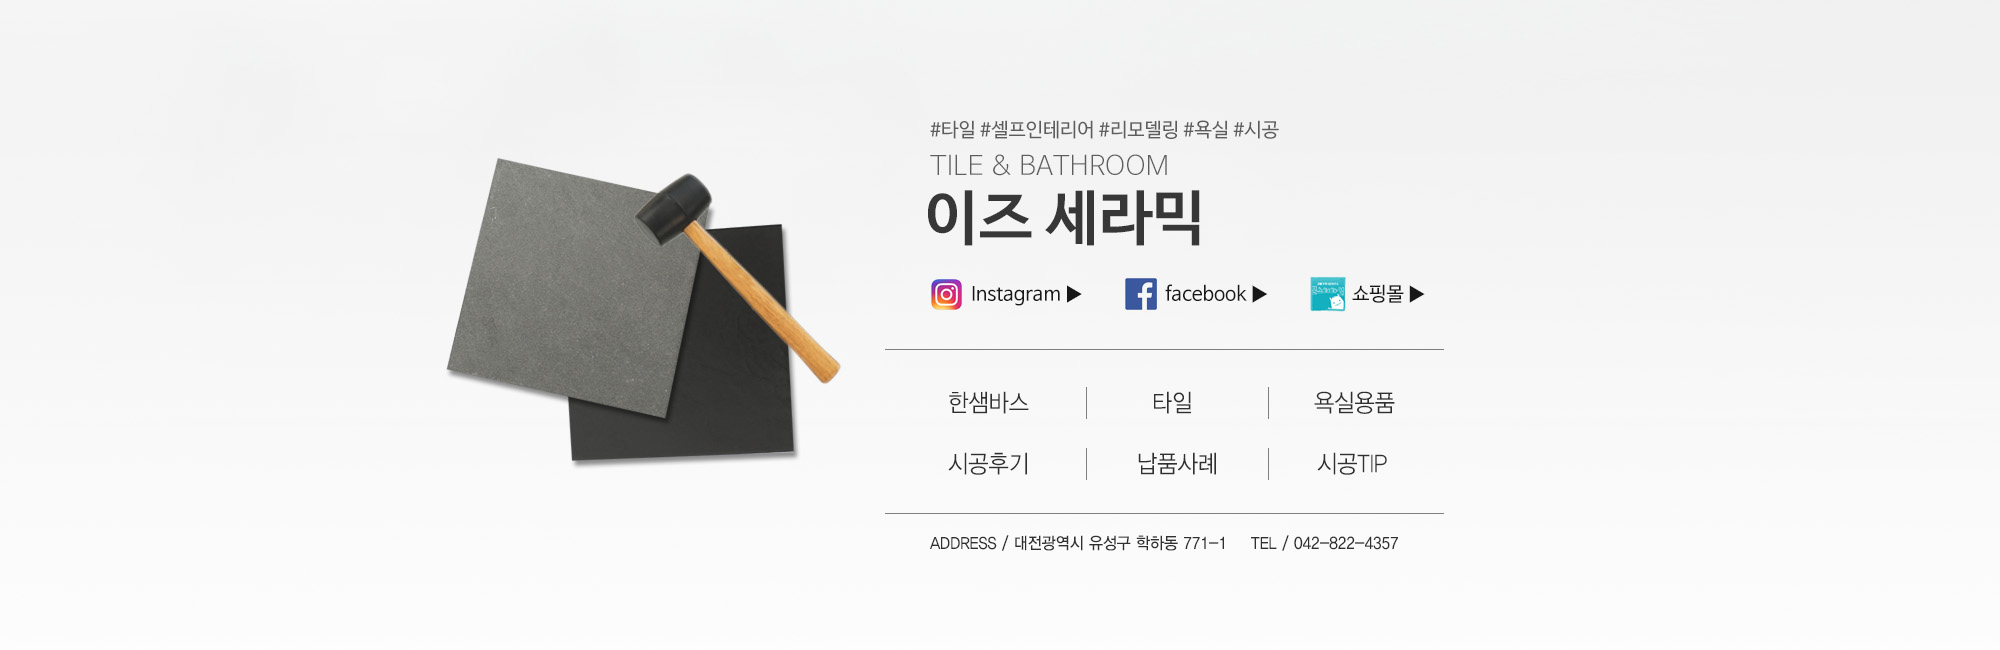 #타일 #셀프인테리어 #리모델링 #욕실 #시공
TILE & BATHROOM
이즈 세라믹
Instagram ▶ facebook ▶ 쇼핑몰 ▶
한샘바스 타일 욕실용품
시공후기 납품사례 시공TIP
ADDRESS / 대전광역시 유성구 학하동 771-1 TEL / 042-822-4357